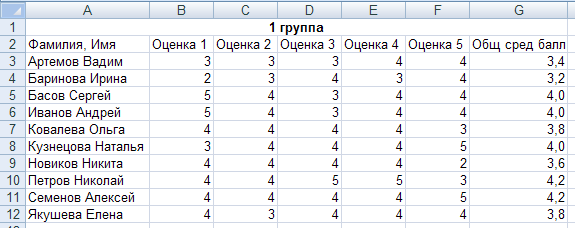 A B C D E F G
1 1 группа
2 Фамилия, Имя Оценка 1 Оценка 2 Оценка 3 Оценка 4 Оценка 5 Общ сред балл
3 Артемов Вадим 3 3 3 4 4 3,4
4 Баринова Ирина 2 3 4 3 4 3,2
5 Басов Сергей 5 4 3 4 4 4,0
6 Иванов Андрей 5 4 3 4 4 4,0
7 Ковалева Ольга 4 4 4 4 3 3,8
8 Кузнецова Наталья 3 4 4 4 5 4,0
9 Новиков Никита 4 4 4 4 2 3,6
10 Петров Николай 4 4 5 5 3 4,2
11 Семенов Алексей 4 4 4 4 5 4,2
12 Якушева Елена 4 3 4 4 4 3,8